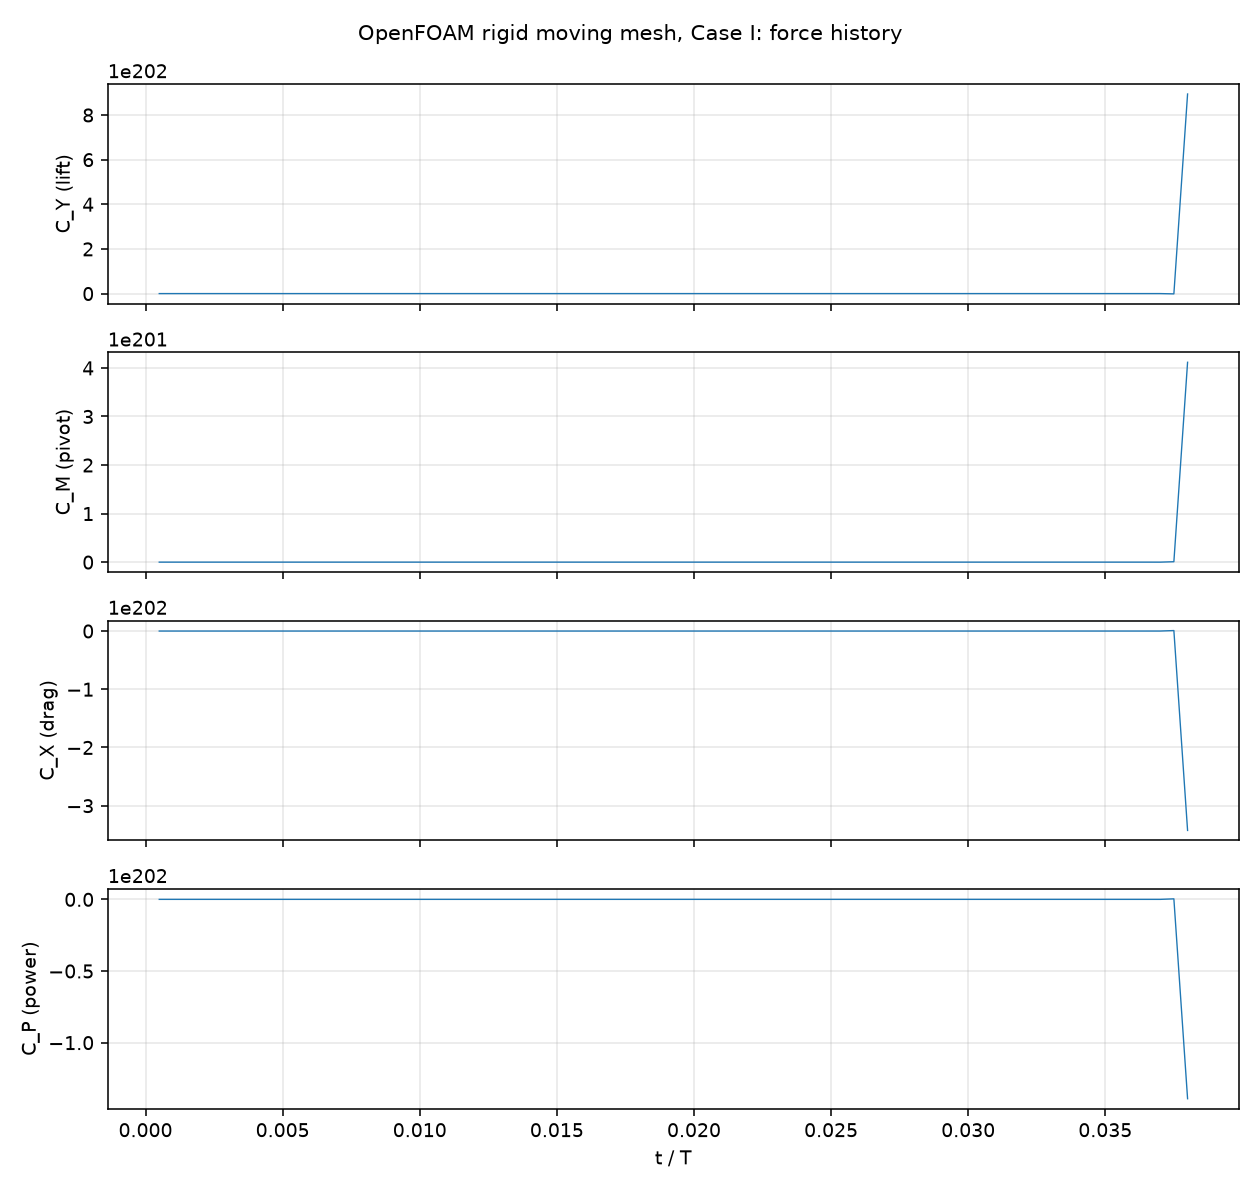 OpenFOAM rigid moving mesh, Case I: force history
1e202
8
6
4
2
0
C_Y (lift)
1e201
4
3
2
1
0
C_M (pivot)
1e202
0
−1
−2
−3
C_X (drag)
1e202
0.0
−0.5
−1.0
C_P (power)
0.000 0.005 0.010 0.015 0.020 0.025 0.030 0.035
t / T